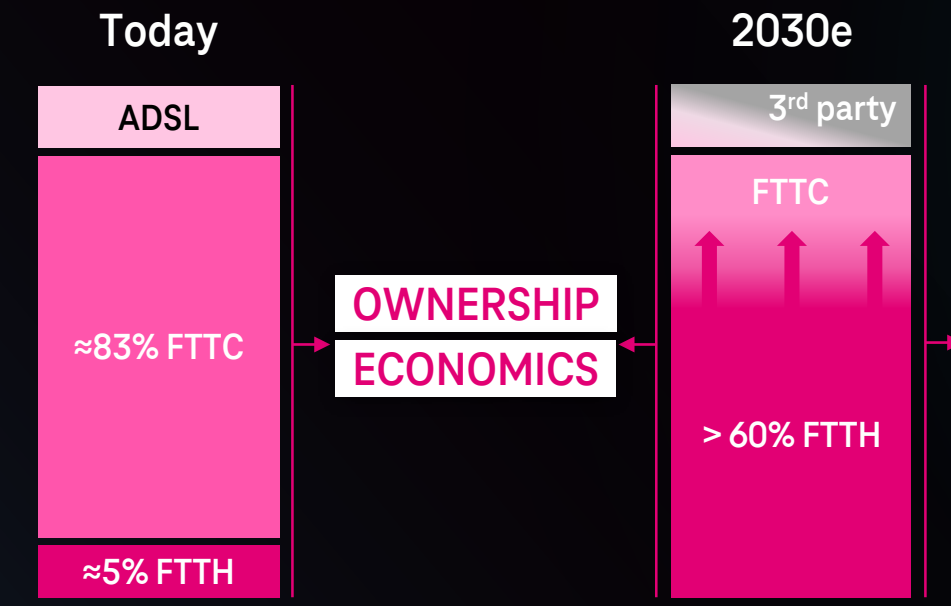 Today
ADSL
≈83% FTTC
≈5% FTTH
OWNERSHIP
ECONOMICS
2030e
3rd party
FTTC
> 60% FTTH